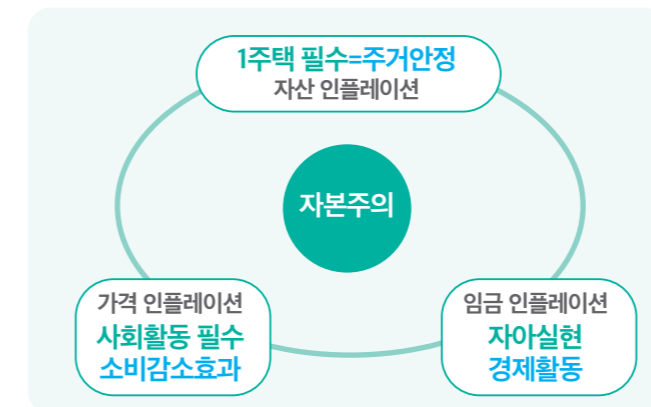 1주택 필수=주거안정
자산 인플레이션
자본주의
가격 인플레이션
사회활동 필수
소비감소효과
임금 인플레이션
자아실현
경제활동